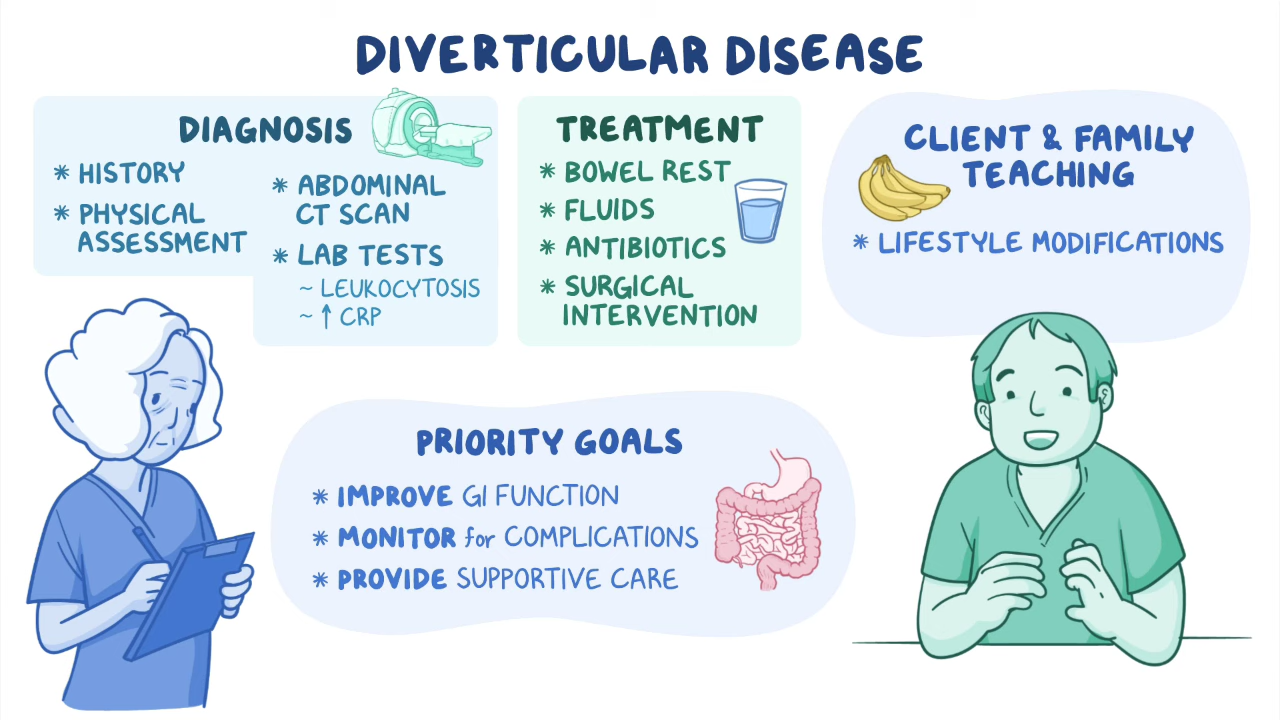 DIVERTICULAR DISEASE
DIAGNOSIS
* HISTORY
* PHYSICAL
ASSESSMENT
* ABDOMINAL
CT SCAN
* LAB TESTS
~ LEUKOCYTOSIS
~ ↑ CRP
TREATMENT
* BOWEL REST
* FLUIDS
* ANTIBIOTICS
* SURGICAL
INTERVENTION
CLIENT & FAMILY
TEACHING
* LIFESTYLE MODIFICATIONS
PRIORITY GOALS
* IMPROVE GI FUNCTION
* MONITOR for COMPLICATIONS
* PROVIDE SUPPORTIVE CARE